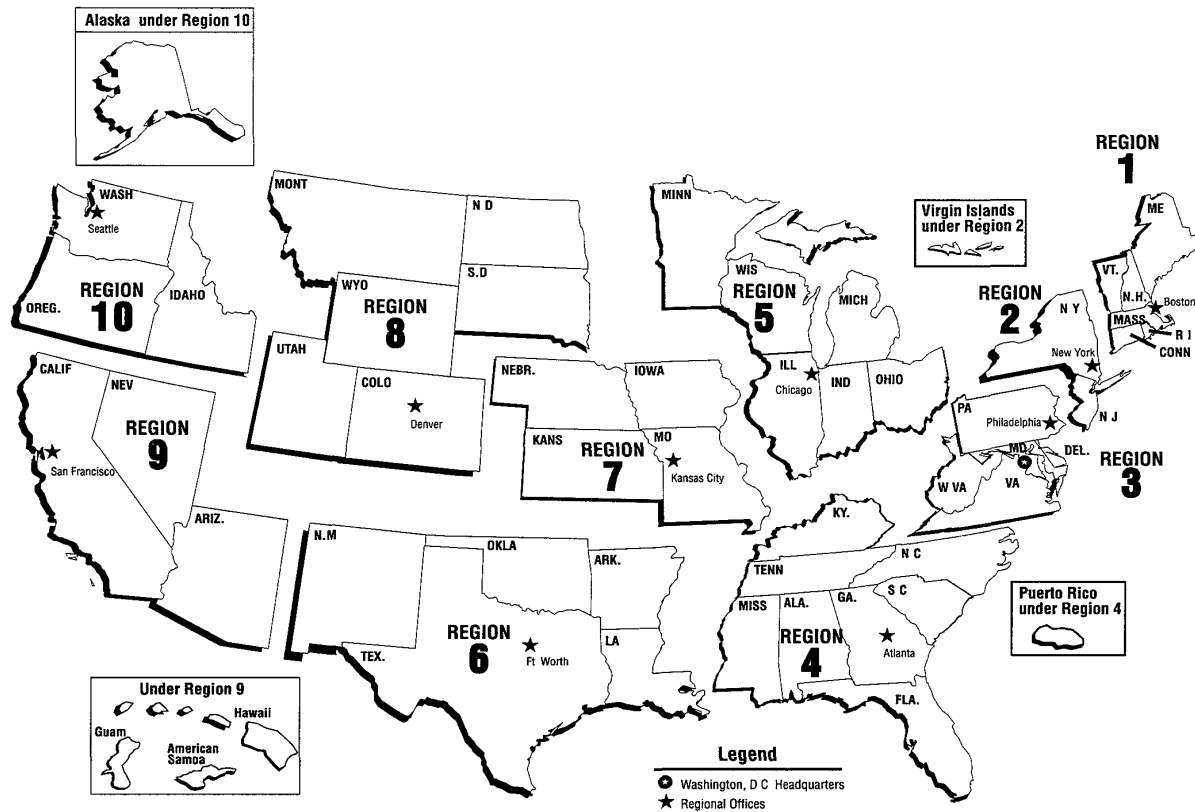 Alaska under Region 10
REGION
1
WASH
Seattle
OREG.
REGION
10
IDAHO
MONT
N D
S.D
WYO
REGION
8
UTAH
COLO
Denver
MINN
WIS
REGION
5
MICH
ILL
Chicago
IND
OHIO
Virgin Islands
under Region 2
REGION
2
N Y
New York
ME
VT.
N.H.
Boston
MASS
R I
CONN
N J
PA
Philadelphia
MD
DEL.
W VA
VA
REGION
3
CALIF
NEV
REGION
9
San Francisco
ARIZ.
NEBR.
IOWA
KANS
MO
REGION
7
Kansas City
N.M
OKLA
ARK.
TEX.
REGION
6
Ft Worth
LA
KY.
TENN
N C
MISS
ALA.
GA.
S C
REGION
4
Atlanta
FLA.
Puerto Rico
under Region 4
Under Region 9
Hawaii
Guam
American
Samoa
Legend
Washington, D C Headquarters
Regional Offices